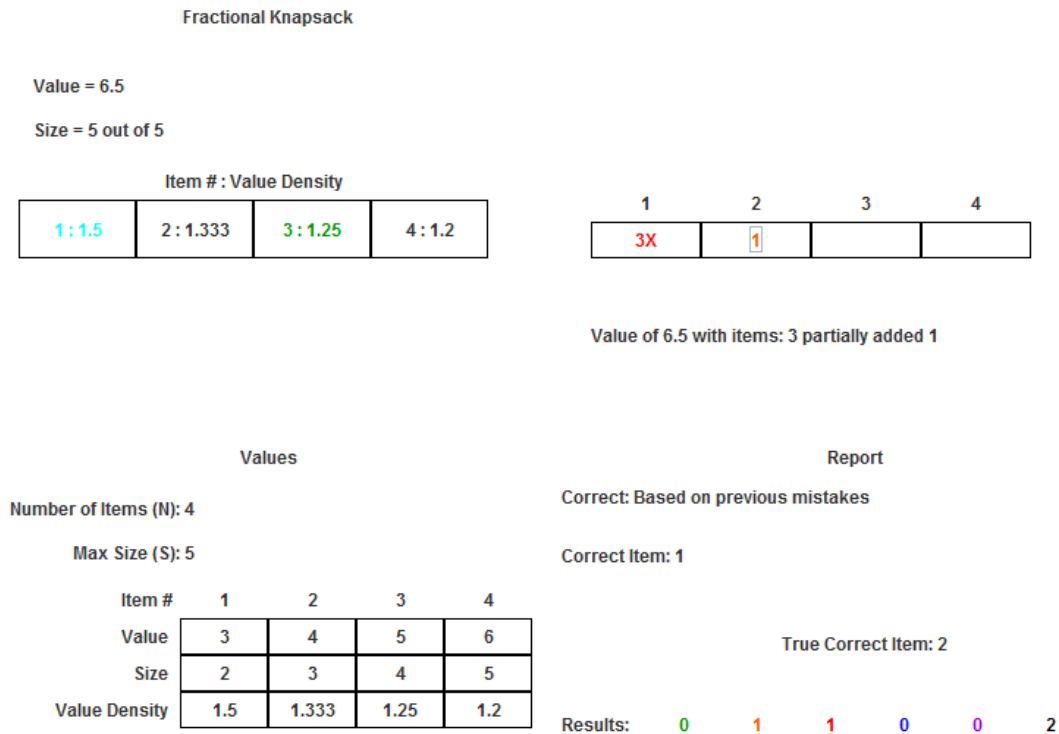 Fractional Knapsack
Value = 6.5
Size = 5 out of 5
Item # : Value Density
1 : 1.5 2 : 1.333 3 : 1.25 4 : 1.2
1 2 3 4
3X 1
Value of 6.5 with items: 3 partially added 1
Values
Number of Items (N): 4
Max Size (S): 5
Item # 1 2 3 4
Value 3 4 5 6
Size 2 3 4 5
Value Density 1.5 1.333 1.25 1.2
Report
Correct: Based on previous mistakes
Correct Item: 1
True Correct Item: 2
Results: 0 1 1 0 0 2